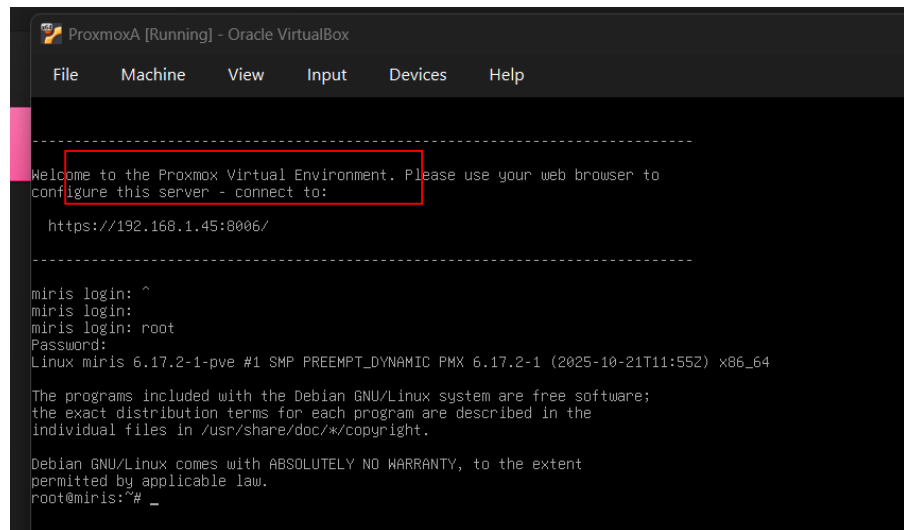 ProxmoxA [Running] - Oracle VirtualBox
File Machine View Input Devices Help
--------------------------------------------------------------------------------
Welcome to the Proxmox Virtual Environment. Please use your web browser to
configure this server - connect to:
https://192.168.1.45:8006/
--------------------------------------------------------------------------------
miris login: ^
miris login:
miris login: root
Password:
Linux miris 6.17.2-1-pve #1 SMP PREEMPT_DYNAMIC PMX 6.17.2-1 (2025-10-21T11:55Z) x86_64
The programs included with the Debian GNU/Linux system are free software;
the exact distribution terms for each program are described in the
individual files in /usr/share/doc/*/copyright.
Debian GNU/Linux comes with ABSOLUTELY NO WARRANTY, to the extent
permitted by applicable law.
root@miris:~# _